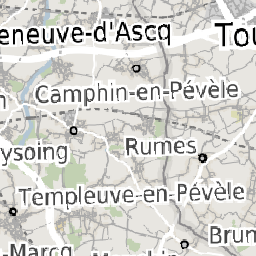 eneuve-d'Ascq
Tou
Camphin-en-Pévèle
ysoing
Rumes
Templeuve-en-Pévèle
Brun
-Marcq